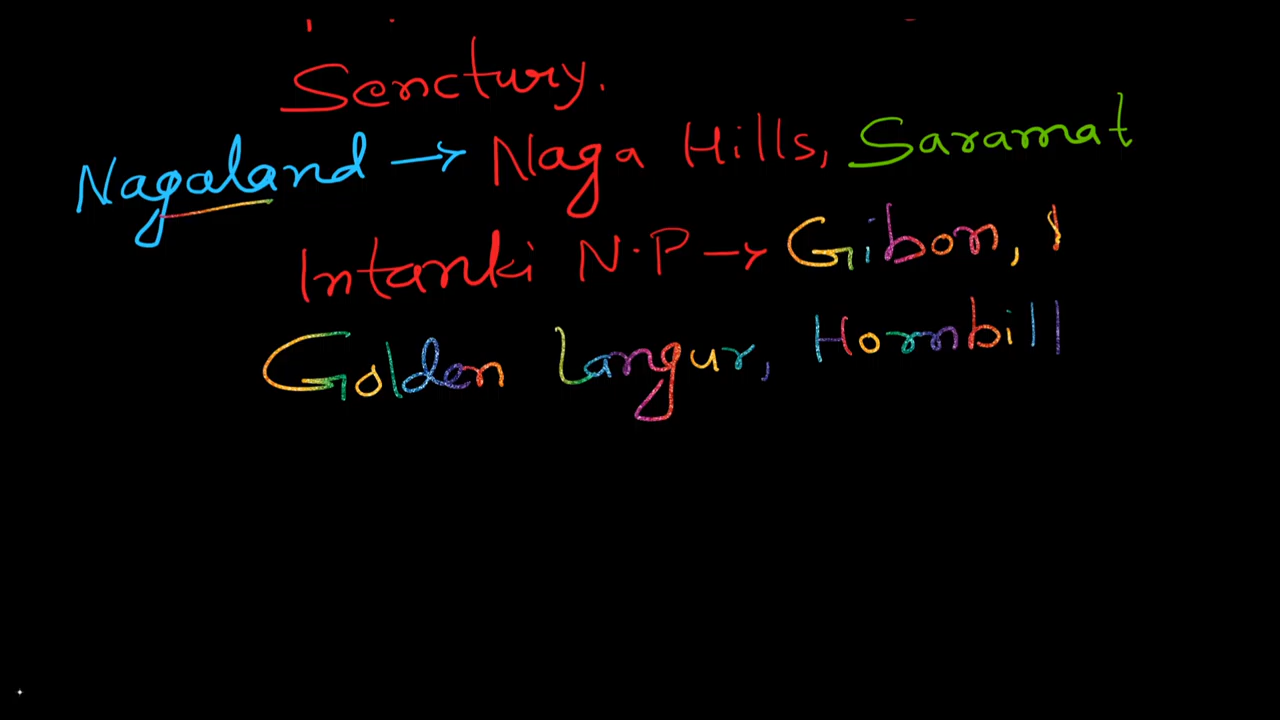 Senctury.
Nagaland → Naga Hills, Saramat
Intanki N.P → Gibon,
Golden Langur, Hornbill